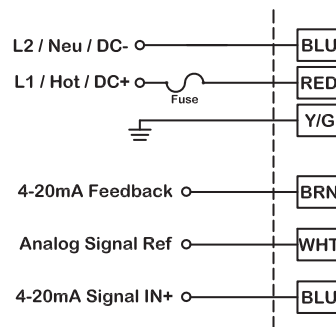 L2 / Neu / DC- BLU
L1 / Hot / DC+ RED
Fuse
Y/G
4-20mA Feedback BRN
Analog Signal Ref WHT
4-20mA Signal IN+ BLU